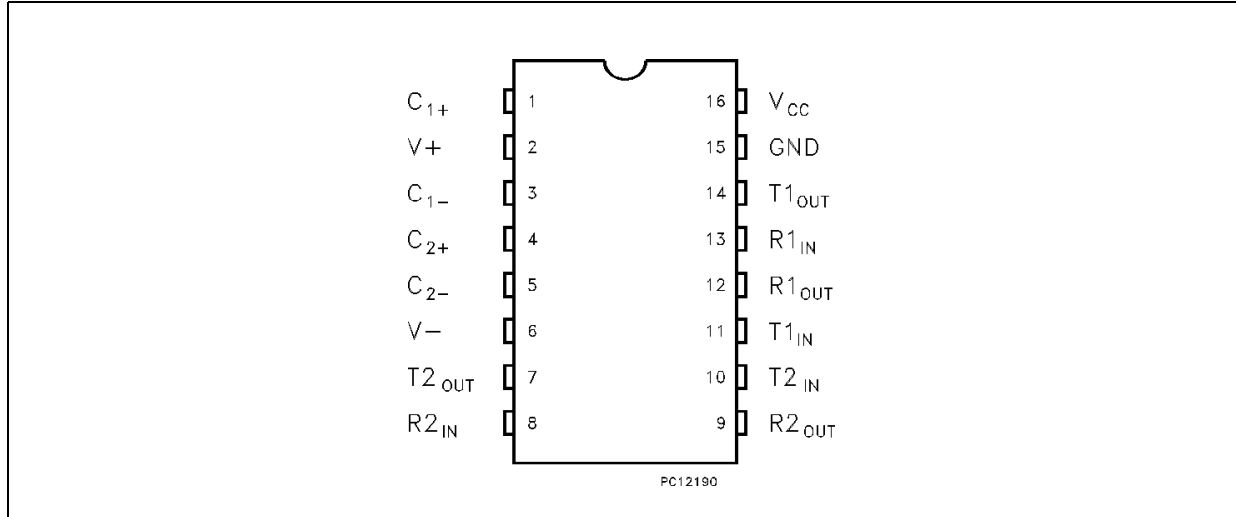 C1+ 1 16 VCC
V+ 2 15 GND
C1− 3 14 T1OUT
C2+ 4 13 R1IN
C2− 5 12 R1OUT
V− 6 11 T1IN
T2OUT 7 10 T2IN
R2IN 8 9 R2OUT
PC12190